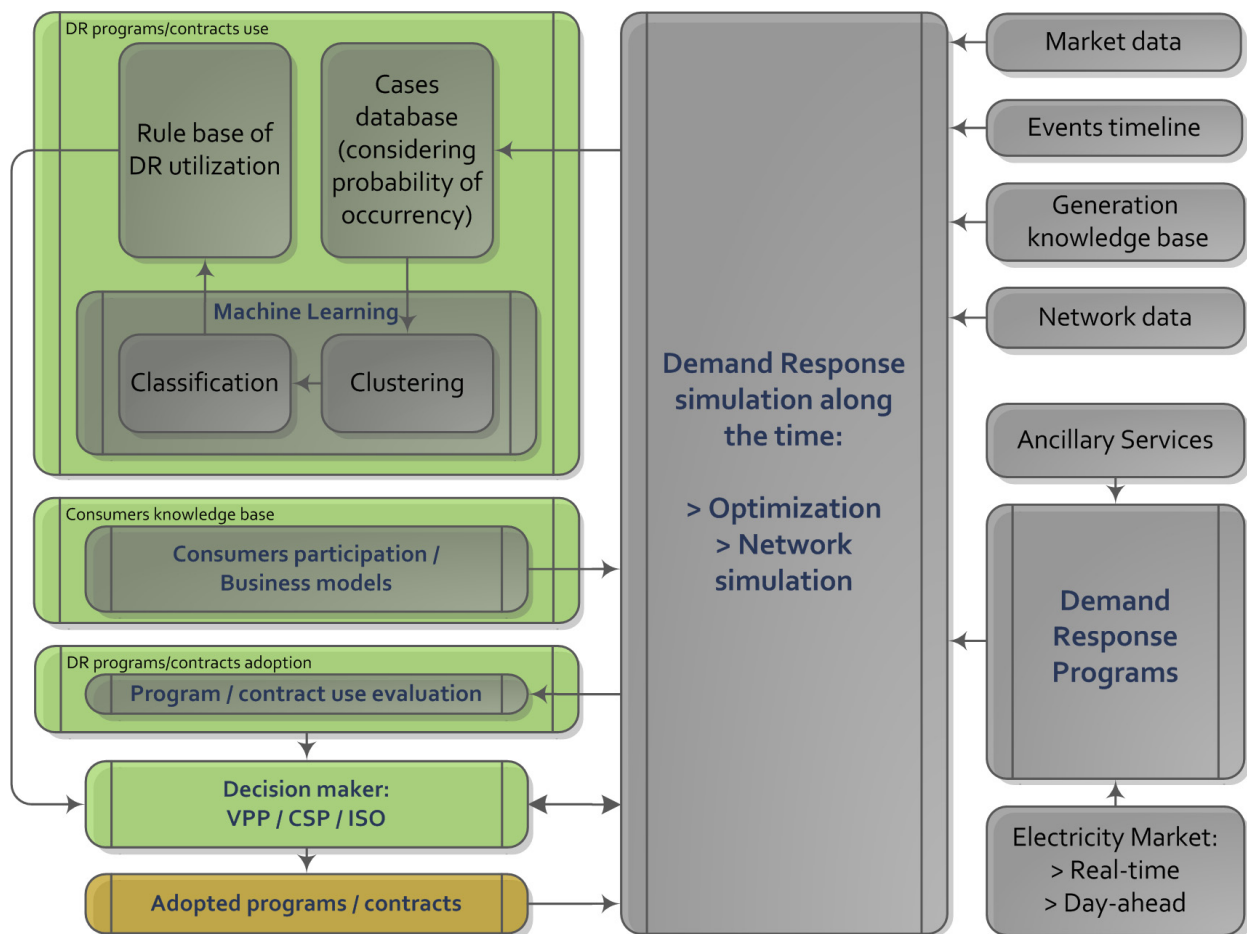 DR programs/contracts use
Rule base of
DR utilization
Cases
database
(considering
probability of
occurrency)
Machine Learning
Classification
Clustering
Consumers knowledge base
Consumers participation /
Business models
DR programs/contracts adoption
Program / contract use evaluation
Decision maker:
VPP / CSP / ISO
Adopted programs / contracts
Demand Response
simulation along
the time:
> Optimization
> Network
simulation
Market data
Events timeline
Generation
knowledge base
Network data
Ancillary Services
Demand
Response
Programs
Electricity Market:
> Real-time
> Day-ahead